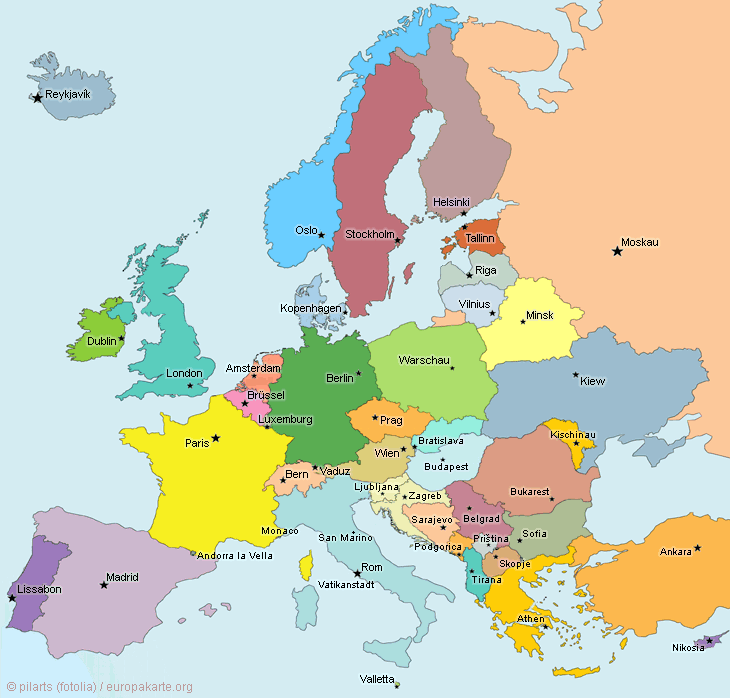 Reykjavík
Helsinki
Oslo
Tallinn
Stockholm
Moskau
Riga
Vilnius
Kopenhagen
Minsk
Dublin
Warschau
London
Amsterdam
Berlin
Kiew
Brüssel
Luxemburg
Prag
Kischinau
Paris
Bratislava
Wien
Budapest
Vaduz
Bern
Ljubljana
Zagreb
Bukarest
Belgrad
Sarajevo
Monaco
San Marino
Sofia
Priština
Podgorica
Andorra la Vella
Ankara
Skopje
Rom
Tirana
Madrid
Vatikanstadt
Lissabon
Athen
Nikosia
Valletta
© pilarts (fotolia) / europakarte.org